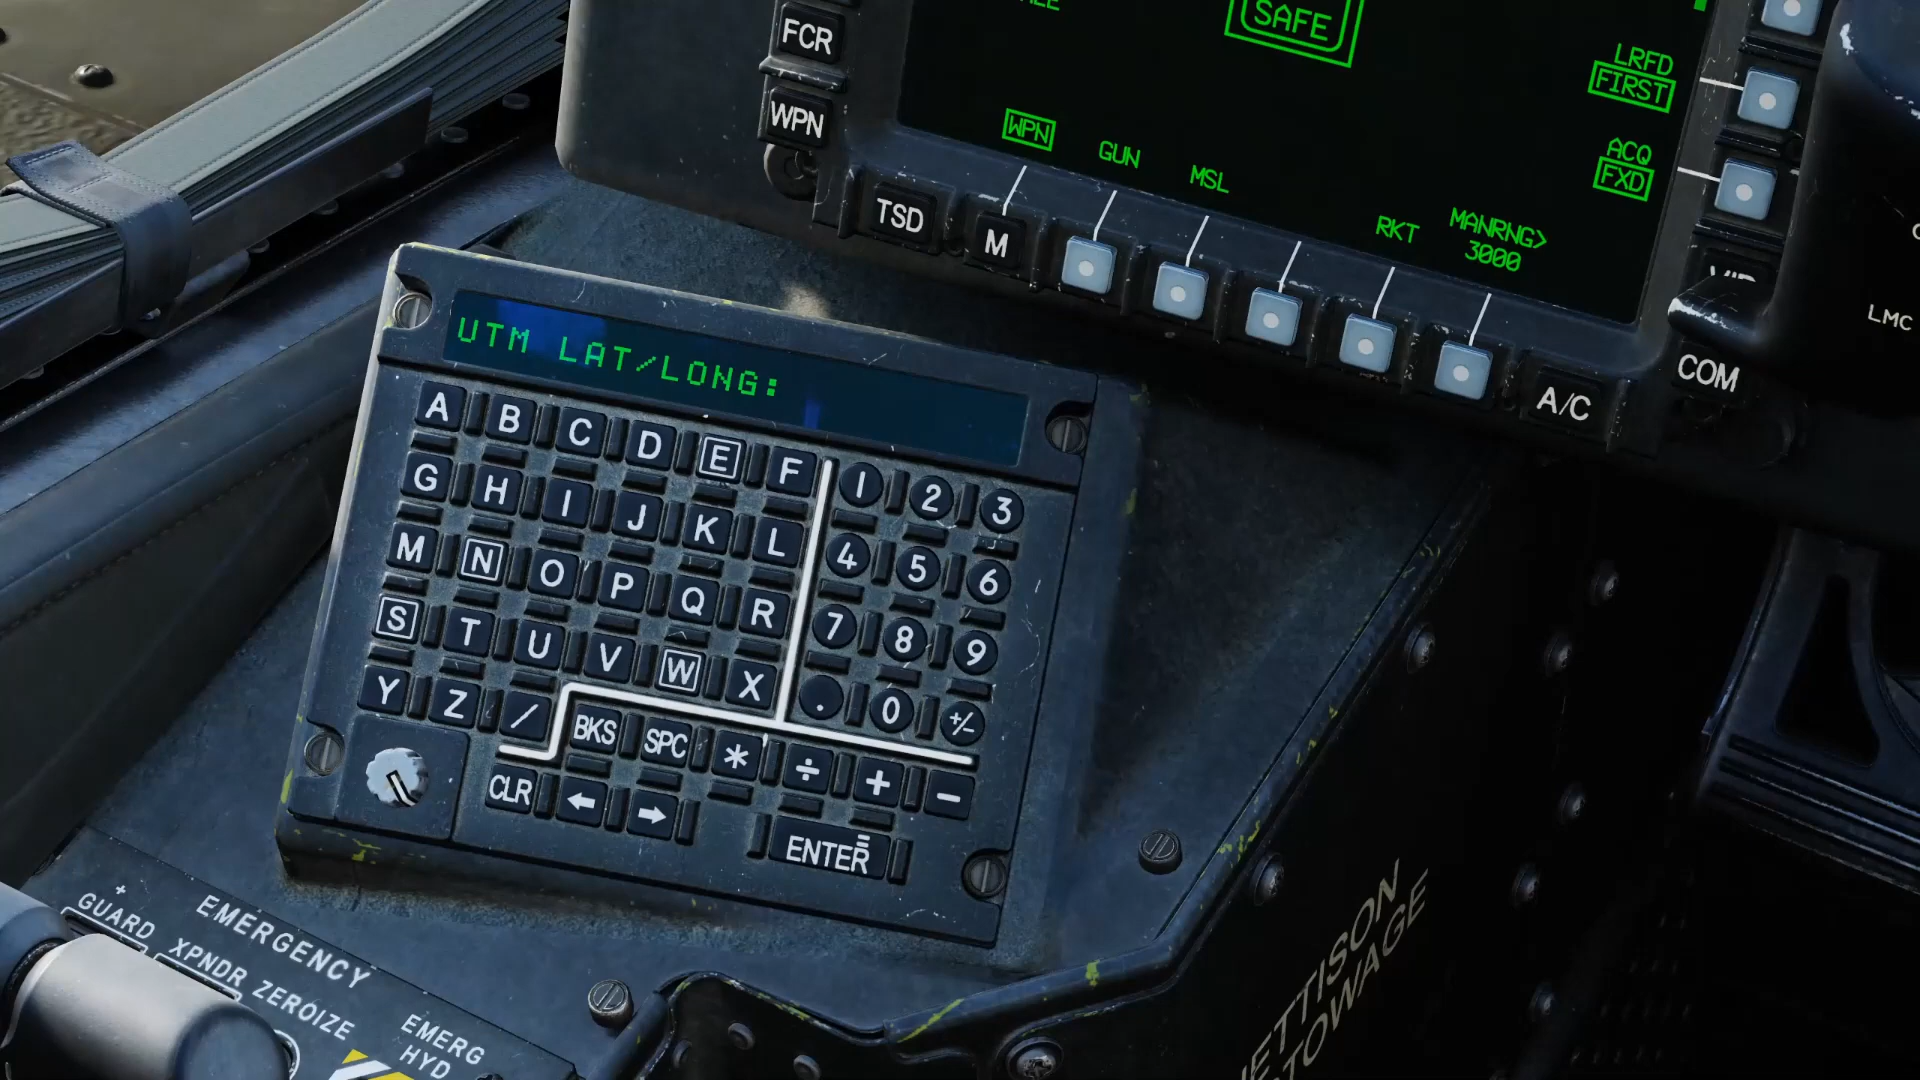 SAFE
FCR
LRFD
FIRST
WPN
WPN
GUN
MSL
ACQ
FXD
RKT
MANRNG>
3000
TSD
M
A/C
COM
LMC
UTM LAT/LONG:
A B C D E F 1 2 3
G H I J K L 4 5 6
M N O P Q R 7 8 9
S T U V W X . 0 +/-
Y Z / BKS SPC * ÷ + -
CLR ← → ENTER =
EMERGENCY
GUARD
XPNDR
ZEROIZE
EMERG
HYD